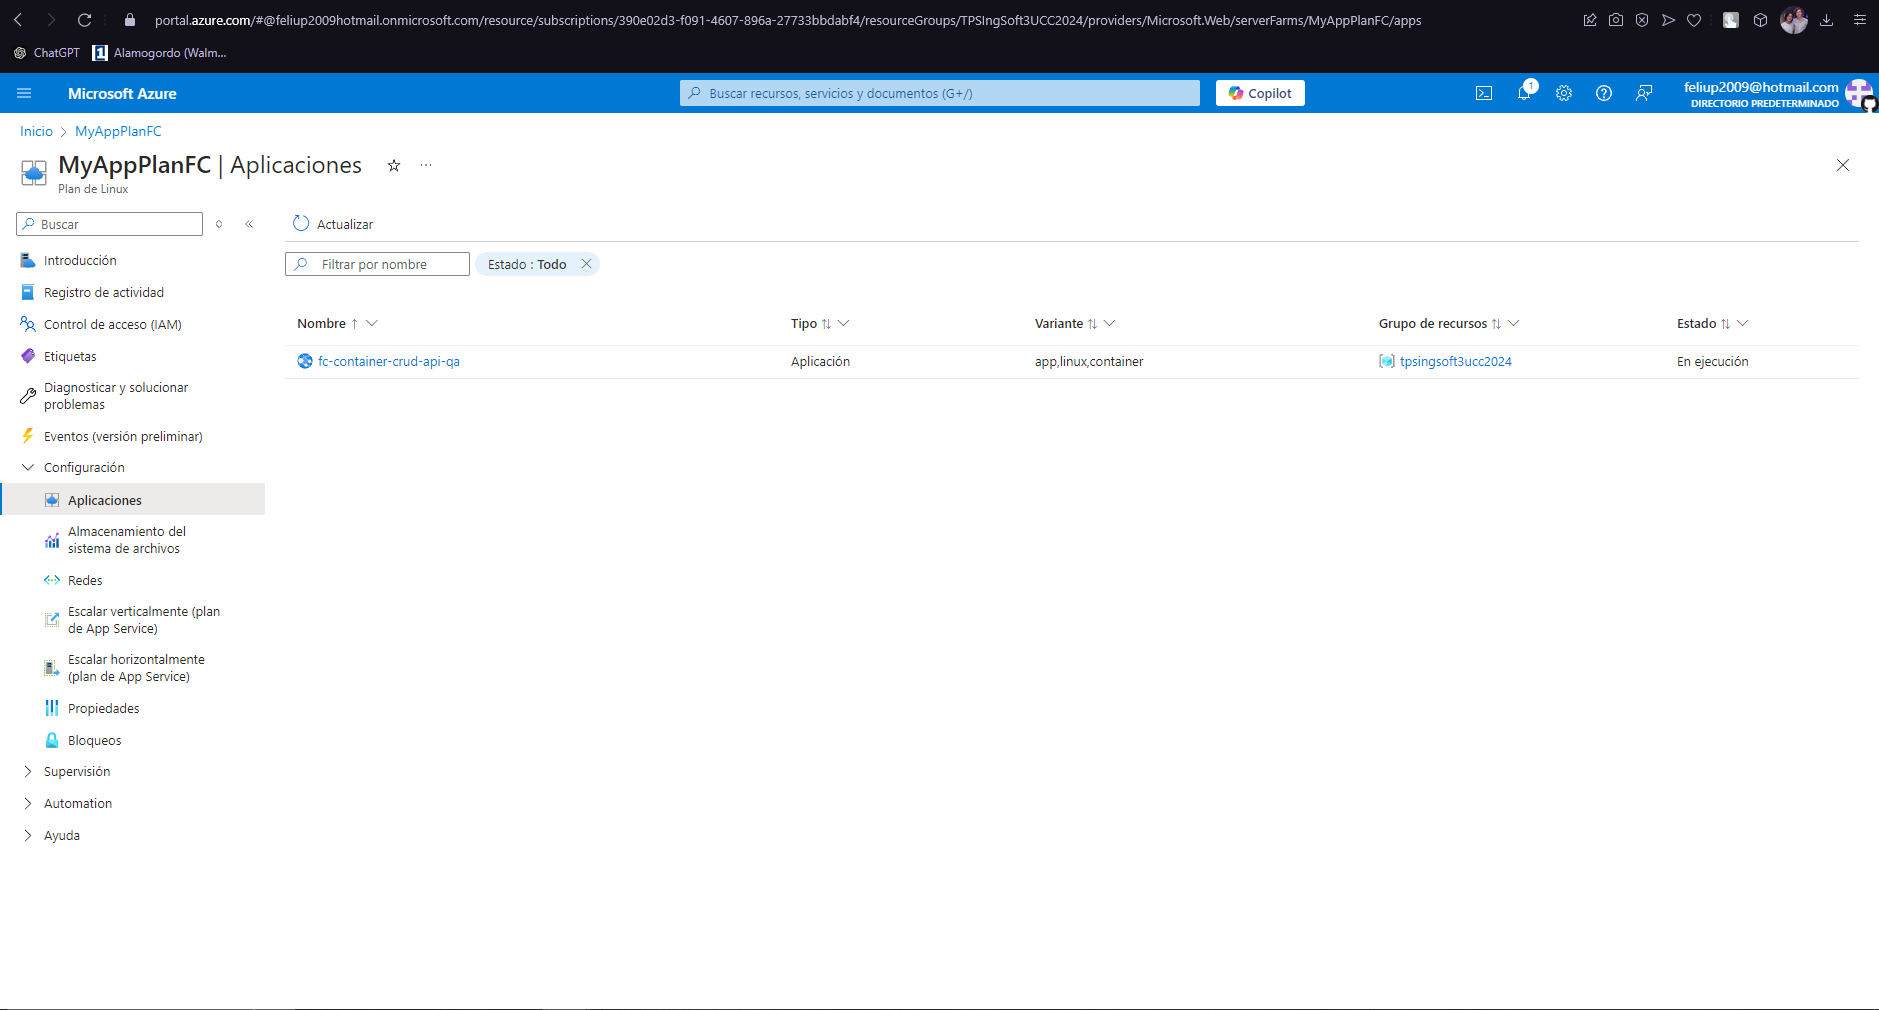 portal.azure.com/#@feliup2009hotmail.onmicrosoft.com/resource/subscriptions/390e02d3-f091-4607-896a-27733bbdabf4/resourceGroups/TPSIngSoft3UCC2024/providers/Microsoft.Web/serverFarms/MyAppPlanFC/apps
ChatGPT
1 Alamogordo (Walm...
Microsoft Azure
Buscar recursos, servicios y documentos (G+/)
Copilot
1
feliup2009@hotmail.com
DIRECTORIO PREDETERMINADO
Inicio > MyAppPlanFC
MyAppPlanFC | Aplicaciones
Plan de Linux
Buscar
Actualizar
Introducción
Filtrar por nombre
Estado : Todo
Registro de actividad
Control de acceso (IAM)
Etiquetas
Diagnosticar y solucionar
problemas
Eventos (versión preliminar)
Configuración
Aplicaciones
Almacenamiento del
sistema de archivos
Redes
Escalar verticalmente (plan
de App Service)
Escalar horizontalmente
(plan de App Service)
Propiedades
Bloqueos
Supervisión
Automation
Ayuda
Nombre Tipo Variante Grupo de recursos Estado
fc-container-crud-api-qa Aplicación app,linux,container tpsingsoft3ucc2024 En ejecución